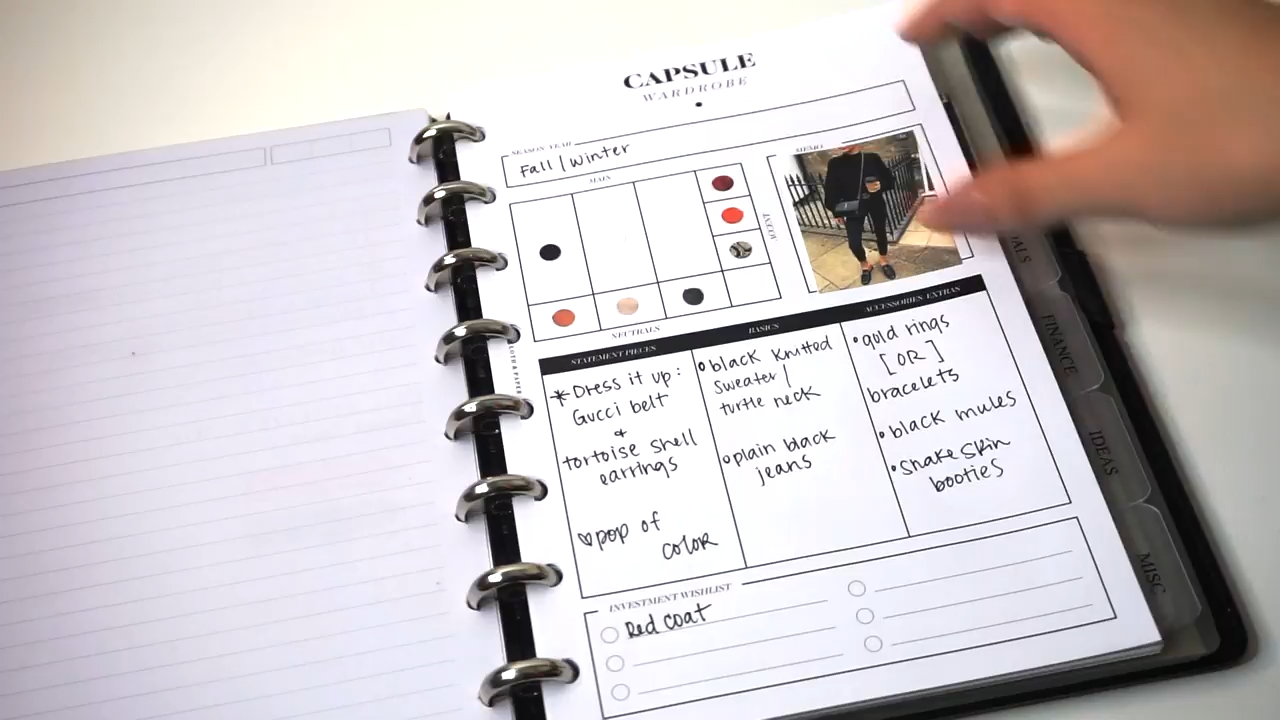 CAPSULE
WARDROBE
SEASON/YEAR
Fall / winter
MAIN
ACCENT
MEMO
NEUTRALS
STATEMENT PIECES
*Dress it up:
Gucci belt
+
tortoise shell
earrings
♡pop of
color
BASICS
black knitted
sweater /
turtle neck
plain black
jeans
ACCESSORIES/EXTRAS
•gold rings
[OR]
bracelets
•black mules
•snake skin
booties
INVESTMENT WISHLIST
Red coat
FINANCE
IDEAS
MISC